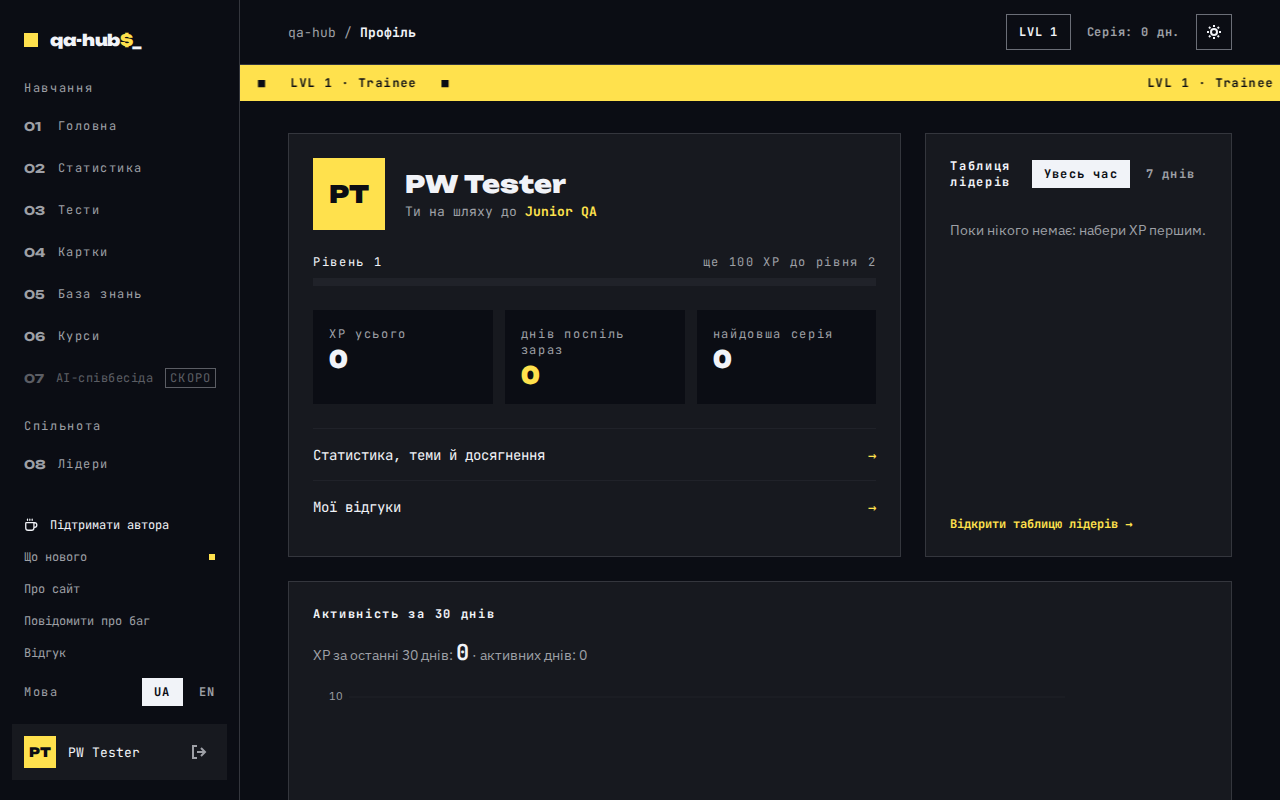 qa-hub$_
Навчання
01 Головна
02 Статистика
03 Тести
04 Картки
05 База знань
06 Курси
07 AI-співбесіда СКОРО
Спільнота
08 Лідери
Підтримати автора
Що нового
Про сайт
Повідомити про баг
Відгук
Мова UA EN
PT PW Tester
qa-hub / Профіль
LVL 1 Серія: 0 дн.
LVL 1 · Trainee LVL 1 · Trainee
PT
PW Tester
Ти на шляху до Junior QA
Рівень 1 ще 100 XP до рівня 2
XP усього
0
днів поспіль
зараз
0
найдовша серія
0
Статистика, теми й досягнення →
Мої відгуки →
Таблиця
лідерів
Увесь час 7 днів
Поки нікого немає: набери XP першим.
Відкрити таблицю лідерів →
Активність за 30 днів
XP за останні 30 днів: 0 · активних днів: 0
10